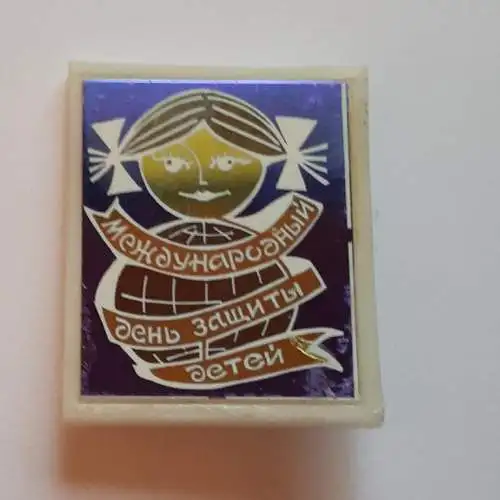 международный
день защиты
детей